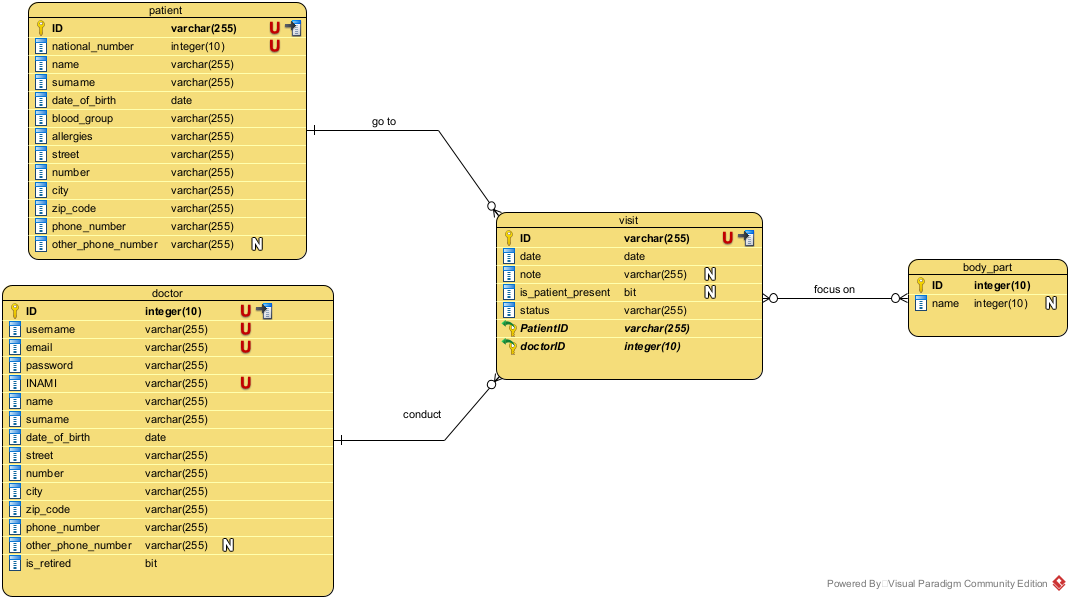 patient
ID varchar(255) U
national_number integer(10) U
name varchar(255)
surname varchar(255)
date_of_birth date
blood_group varchar(255)
allergies varchar(255)
street varchar(255)
number varchar(255)
city varchar(255)
zip_code varchar(255)
phone_number varchar(255)
other_phone_number varchar(255) N
go to
visit
ID varchar(255) U
date date
note varchar(255) N
is_patient_present bit N
status varchar(255)
PatientID varchar(255)
doctorID integer(10)
focus on
body_part
ID integer(10)
name integer(10) N
doctor
ID integer(10) U
username varchar(255) U
email varchar(255) U
password varchar(255)
INAMI varchar(255) U
name varchar(255)
surname varchar(255)
date_of_birth date
street varchar(255)
number varchar(255)
city varchar(255)
zip_code varchar(255)
phone_number varchar(255)
other_phone_number varchar(255) N
is_retired bit
conduct
Powered By Visual Paradigm Community Edition